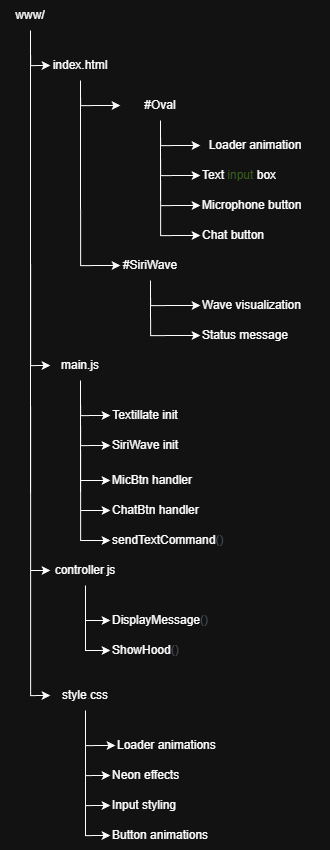 www/
index.html
#Oval
Loader animation
Text input box
Microphone button
Chat button
#SiriWave
Wave visualization
Status message
main.js
Textillate init
SiriWave init
MicBtn handler
ChatBtn handler
sendTextCommand()
controller js
DisplayMessage()
ShowHood()
style css
Loader animations
Neon effects
Input styling
Button animations